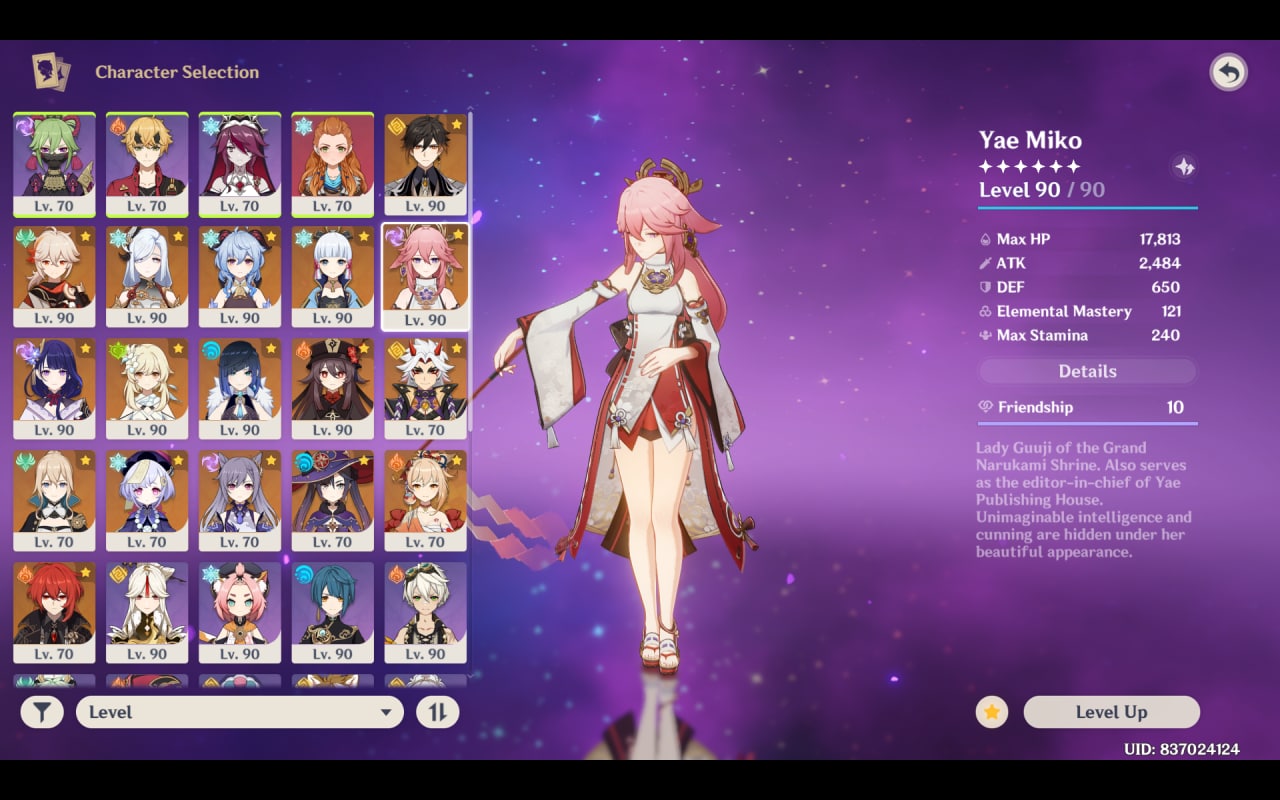 Character Selection
Lv. 70
Lv. 70
Lv. 70
Lv. 70
Lv. 90
Lv. 90
Lv. 90
Lv. 90
Lv. 90
Lv. 90
Lv. 90
Lv. 90
Lv. 90
Lv. 90
Lv. 70
Lv. 70
Lv. 70
Lv. 70
Lv. 70
Lv. 70
Lv. 70
Lv. 90
Lv. 90
Lv. 90
Lv. 90
Level
Yae Miko
Level 90 / 90
Max HP 17,813
ATK 2,484
DEF 650
Elemental Mastery 121
Max Stamina 240
Details
Friendship 10
Lady Guuji of the Grand
Narukami Shrine. Also serves
as the editor-in-chief of Yae
Publishing House.
Unimaginable intelligence and
cunning are hidden under her
beautiful appearance.
Level Up
UID: 837024124